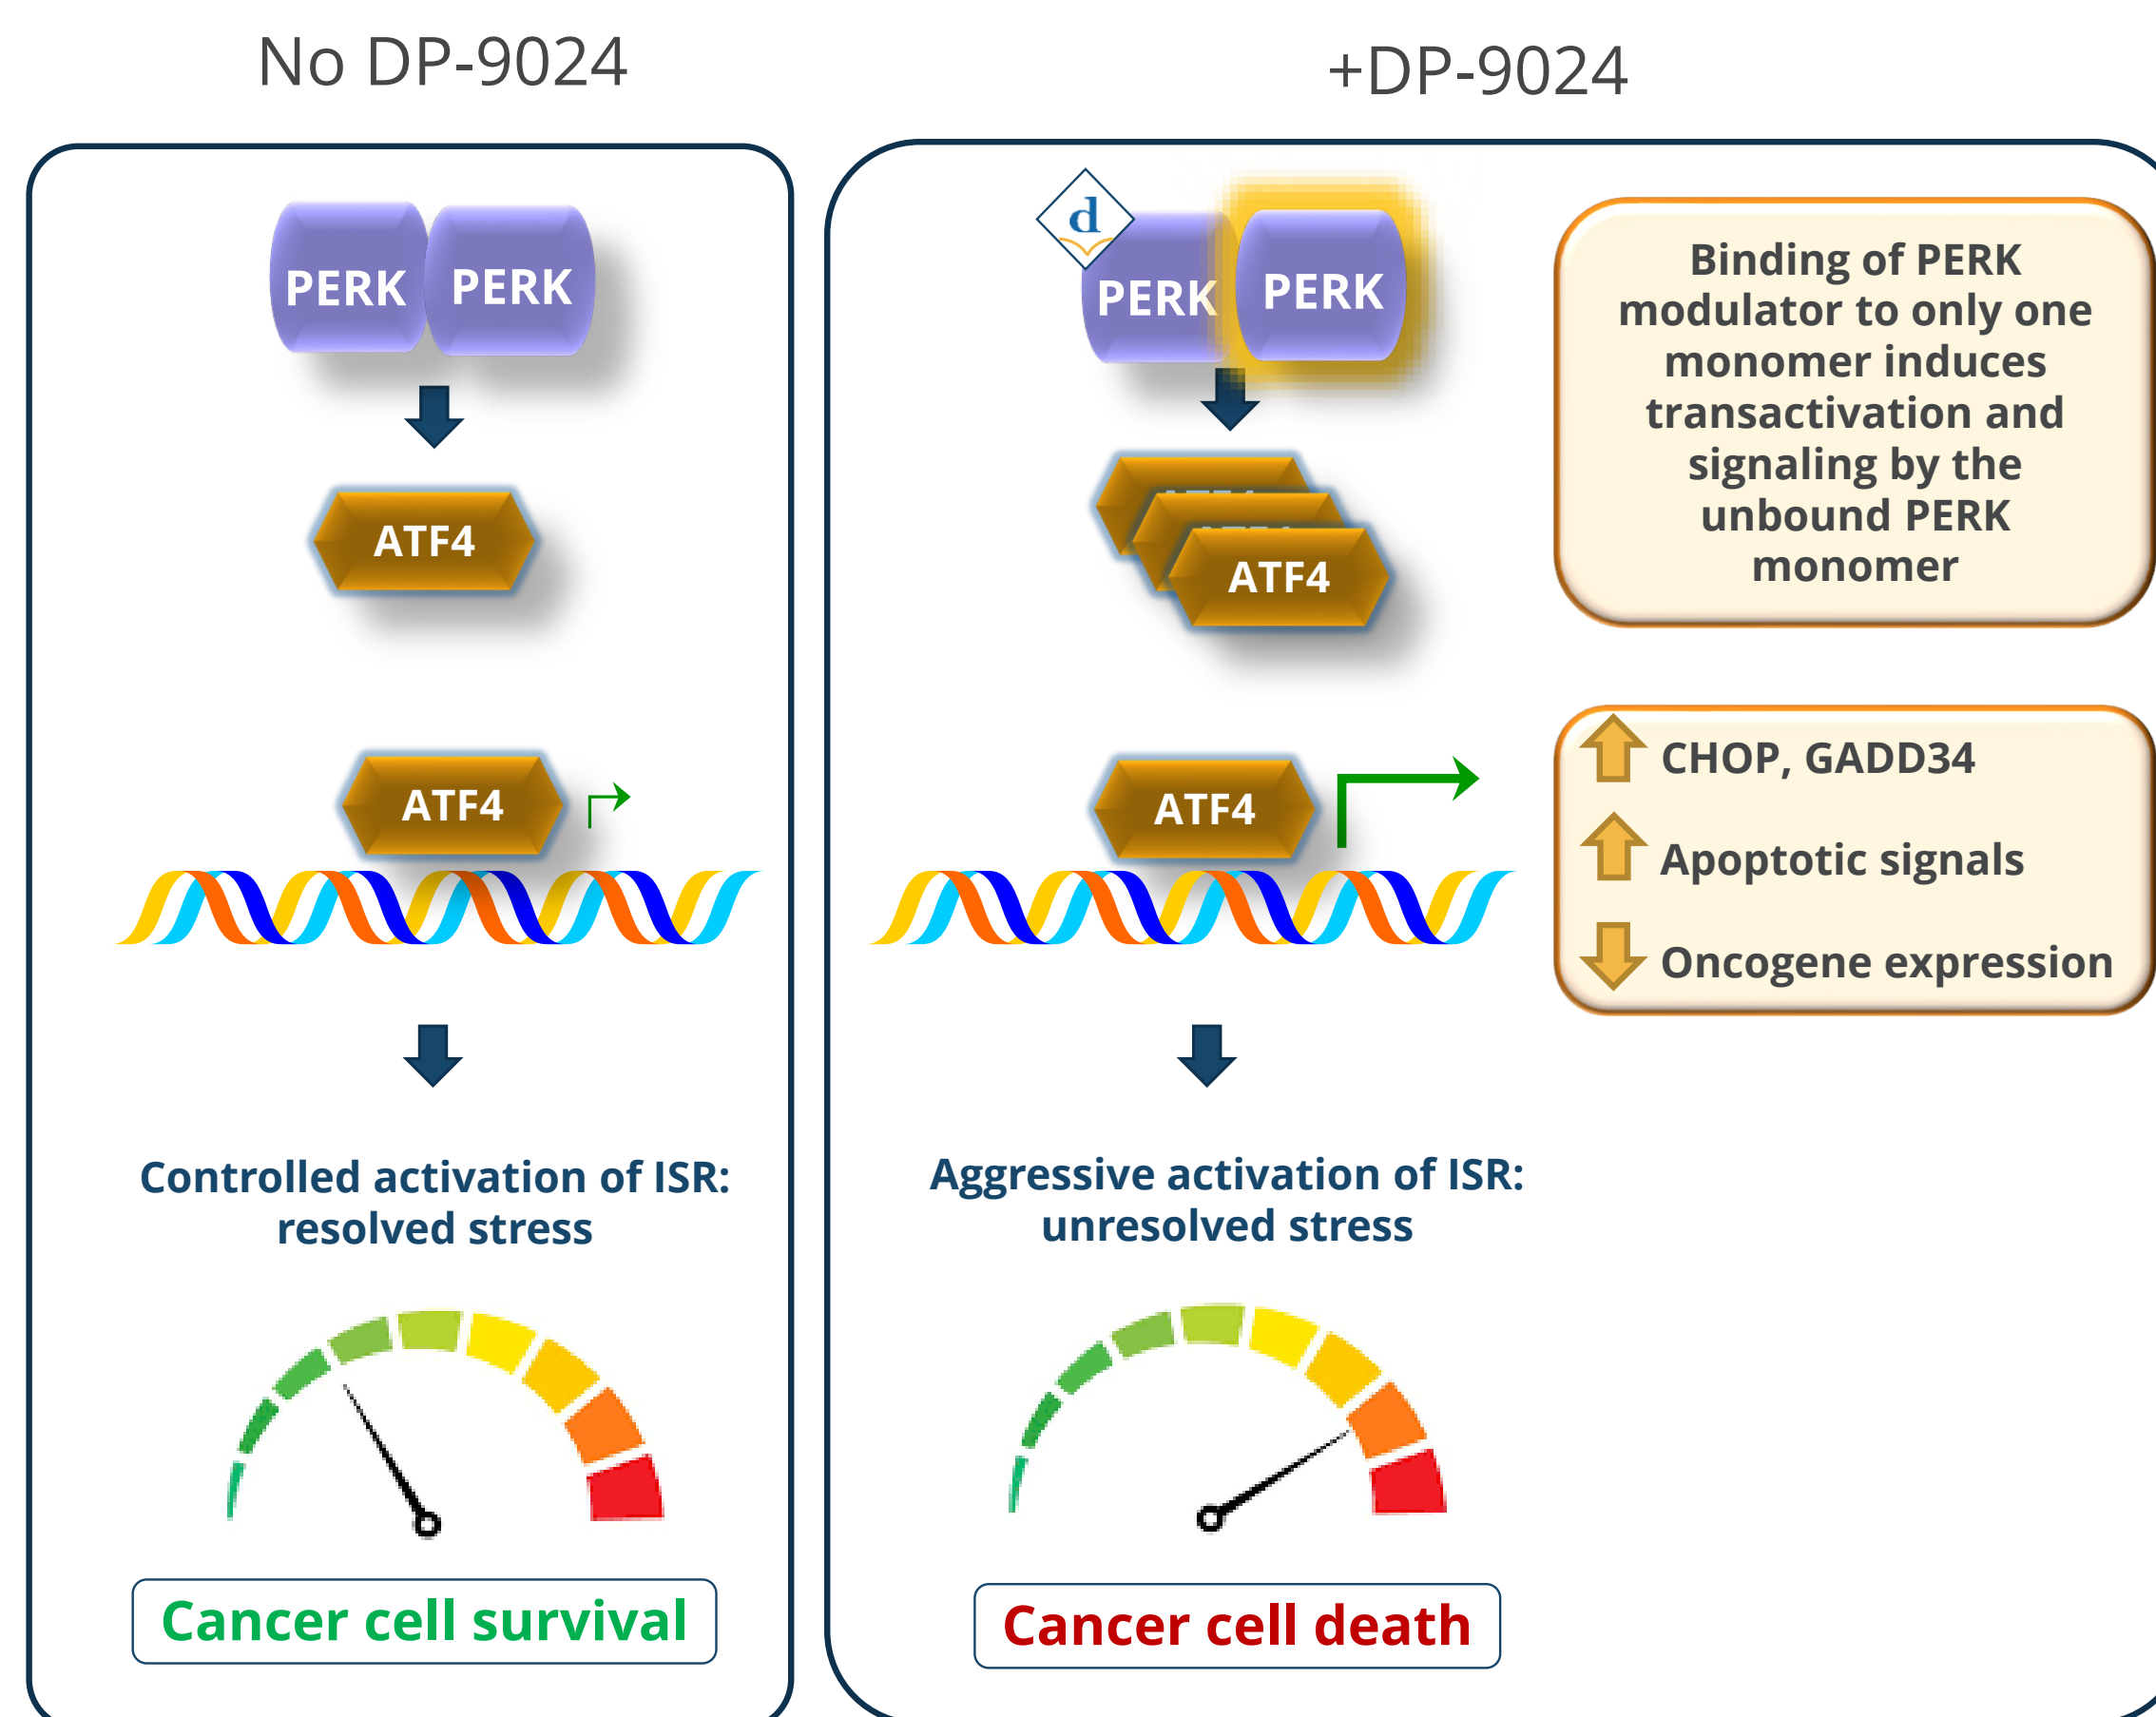 No DP-9024
PERK
PERK
ATF4
ATF4
Controlled activation of ISR:
resolved stress
Cancer cell survival
+DP-9024
d
PERK
PERK
ATF4
ATF4
Aggressive activation of ISR:
unresolved stress
Cancer cell death
Binding of PERK
modulator to only one
monomer induces
transactivation and
signaling by the
unbound PERK
monomer
CHOP, GADD34
Apoptotic signals
Oncogene expression